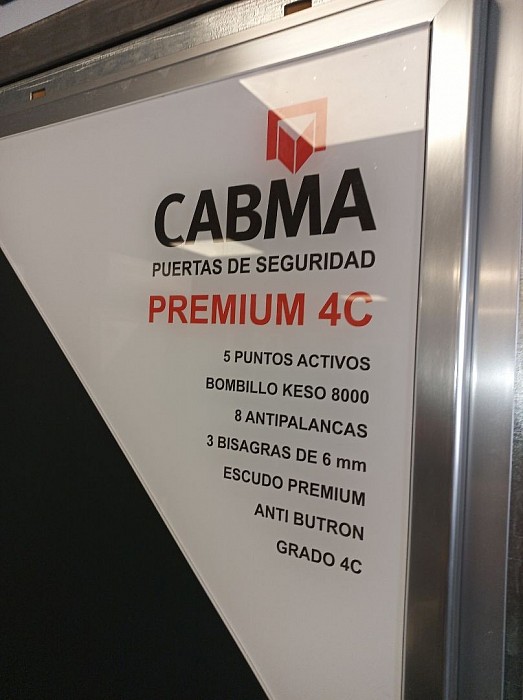 CABMA
PUERTAS DE SEGURIDAD
PREMIUM 4C
5 PUNTOS ACTIVOS
BOMBILLO KESO 8000
8 ANTIPALANCAS
3 BISAGRAS DE 6 mm
ESCUDO PREMIUM
ANTI BUTRON
GRADO 4C